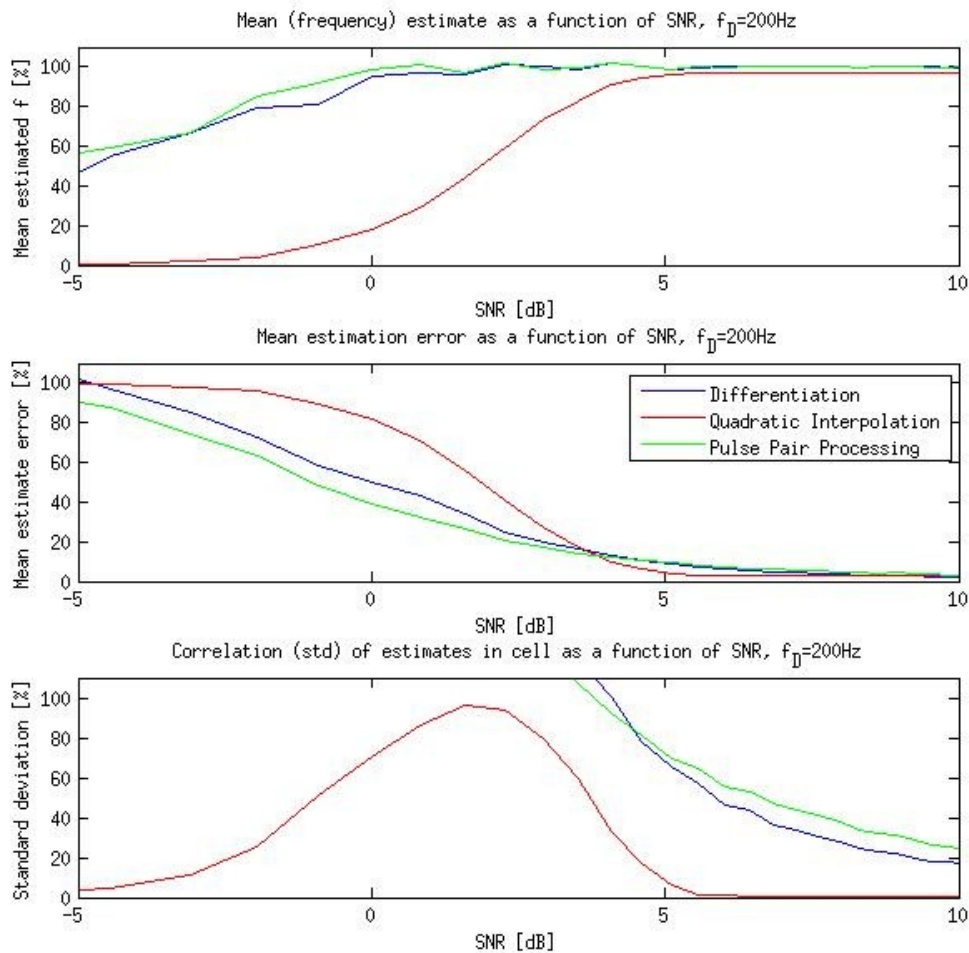 Mean (frequency) estimate as a function of SNR, f_D=200Hz
Mean estimated f [%]
100
80
60
40
20
0
-5 0 5 10
SNR [dB]
Mean estimation error as a function of SNR, f_D=200Hz
Mean estimate error [%]
100
80
60
40
20
0
Differentiation
Quadratic Interpolation
Pulse Pair Processing
-5 0 5 10
SNR [dB]
Correlation (std) of estimates in cell as a function of SNR, f_D=200Hz
Standard deviation [%]
100
80
60
40
20
0
-5 0 5 10
SNR [dB]